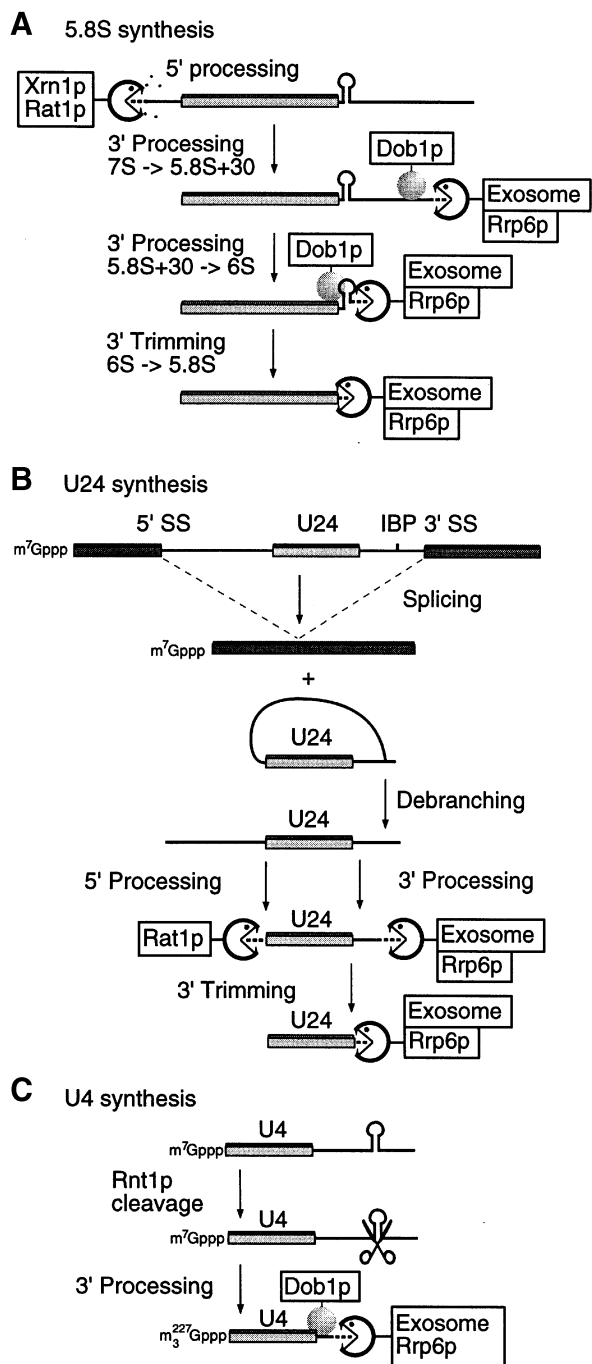 A 5.8S synthesis
5' processing
Xrn1p
Rat1p
3' Processing
7S -> 5.8S+30
Dob1p
Exosome
Rrp6p
3' Processing
5.8S+30 -> 6S
Dob1p
Exosome
Rrp6p
3' Trimming
6S -> 5.8S
Exosome
Rrp6p
B U24 synthesis
5' SS U24 IBP 3' SS
m7Gppp
Splicing
m7Gppp
+
U24
Debranching
U24
5' Processing 3' Processing
Rat1p U24 Exosome
Rrp6p
3' Trimming
U24 Exosome
Rrp6p
C U4 synthesis
U4
m7Gppp
Rnt1p
cleavage
U4
m7Gppp
3' Processing
Dob1p
U4
m3227Gppp
Exosome
Rrp6p